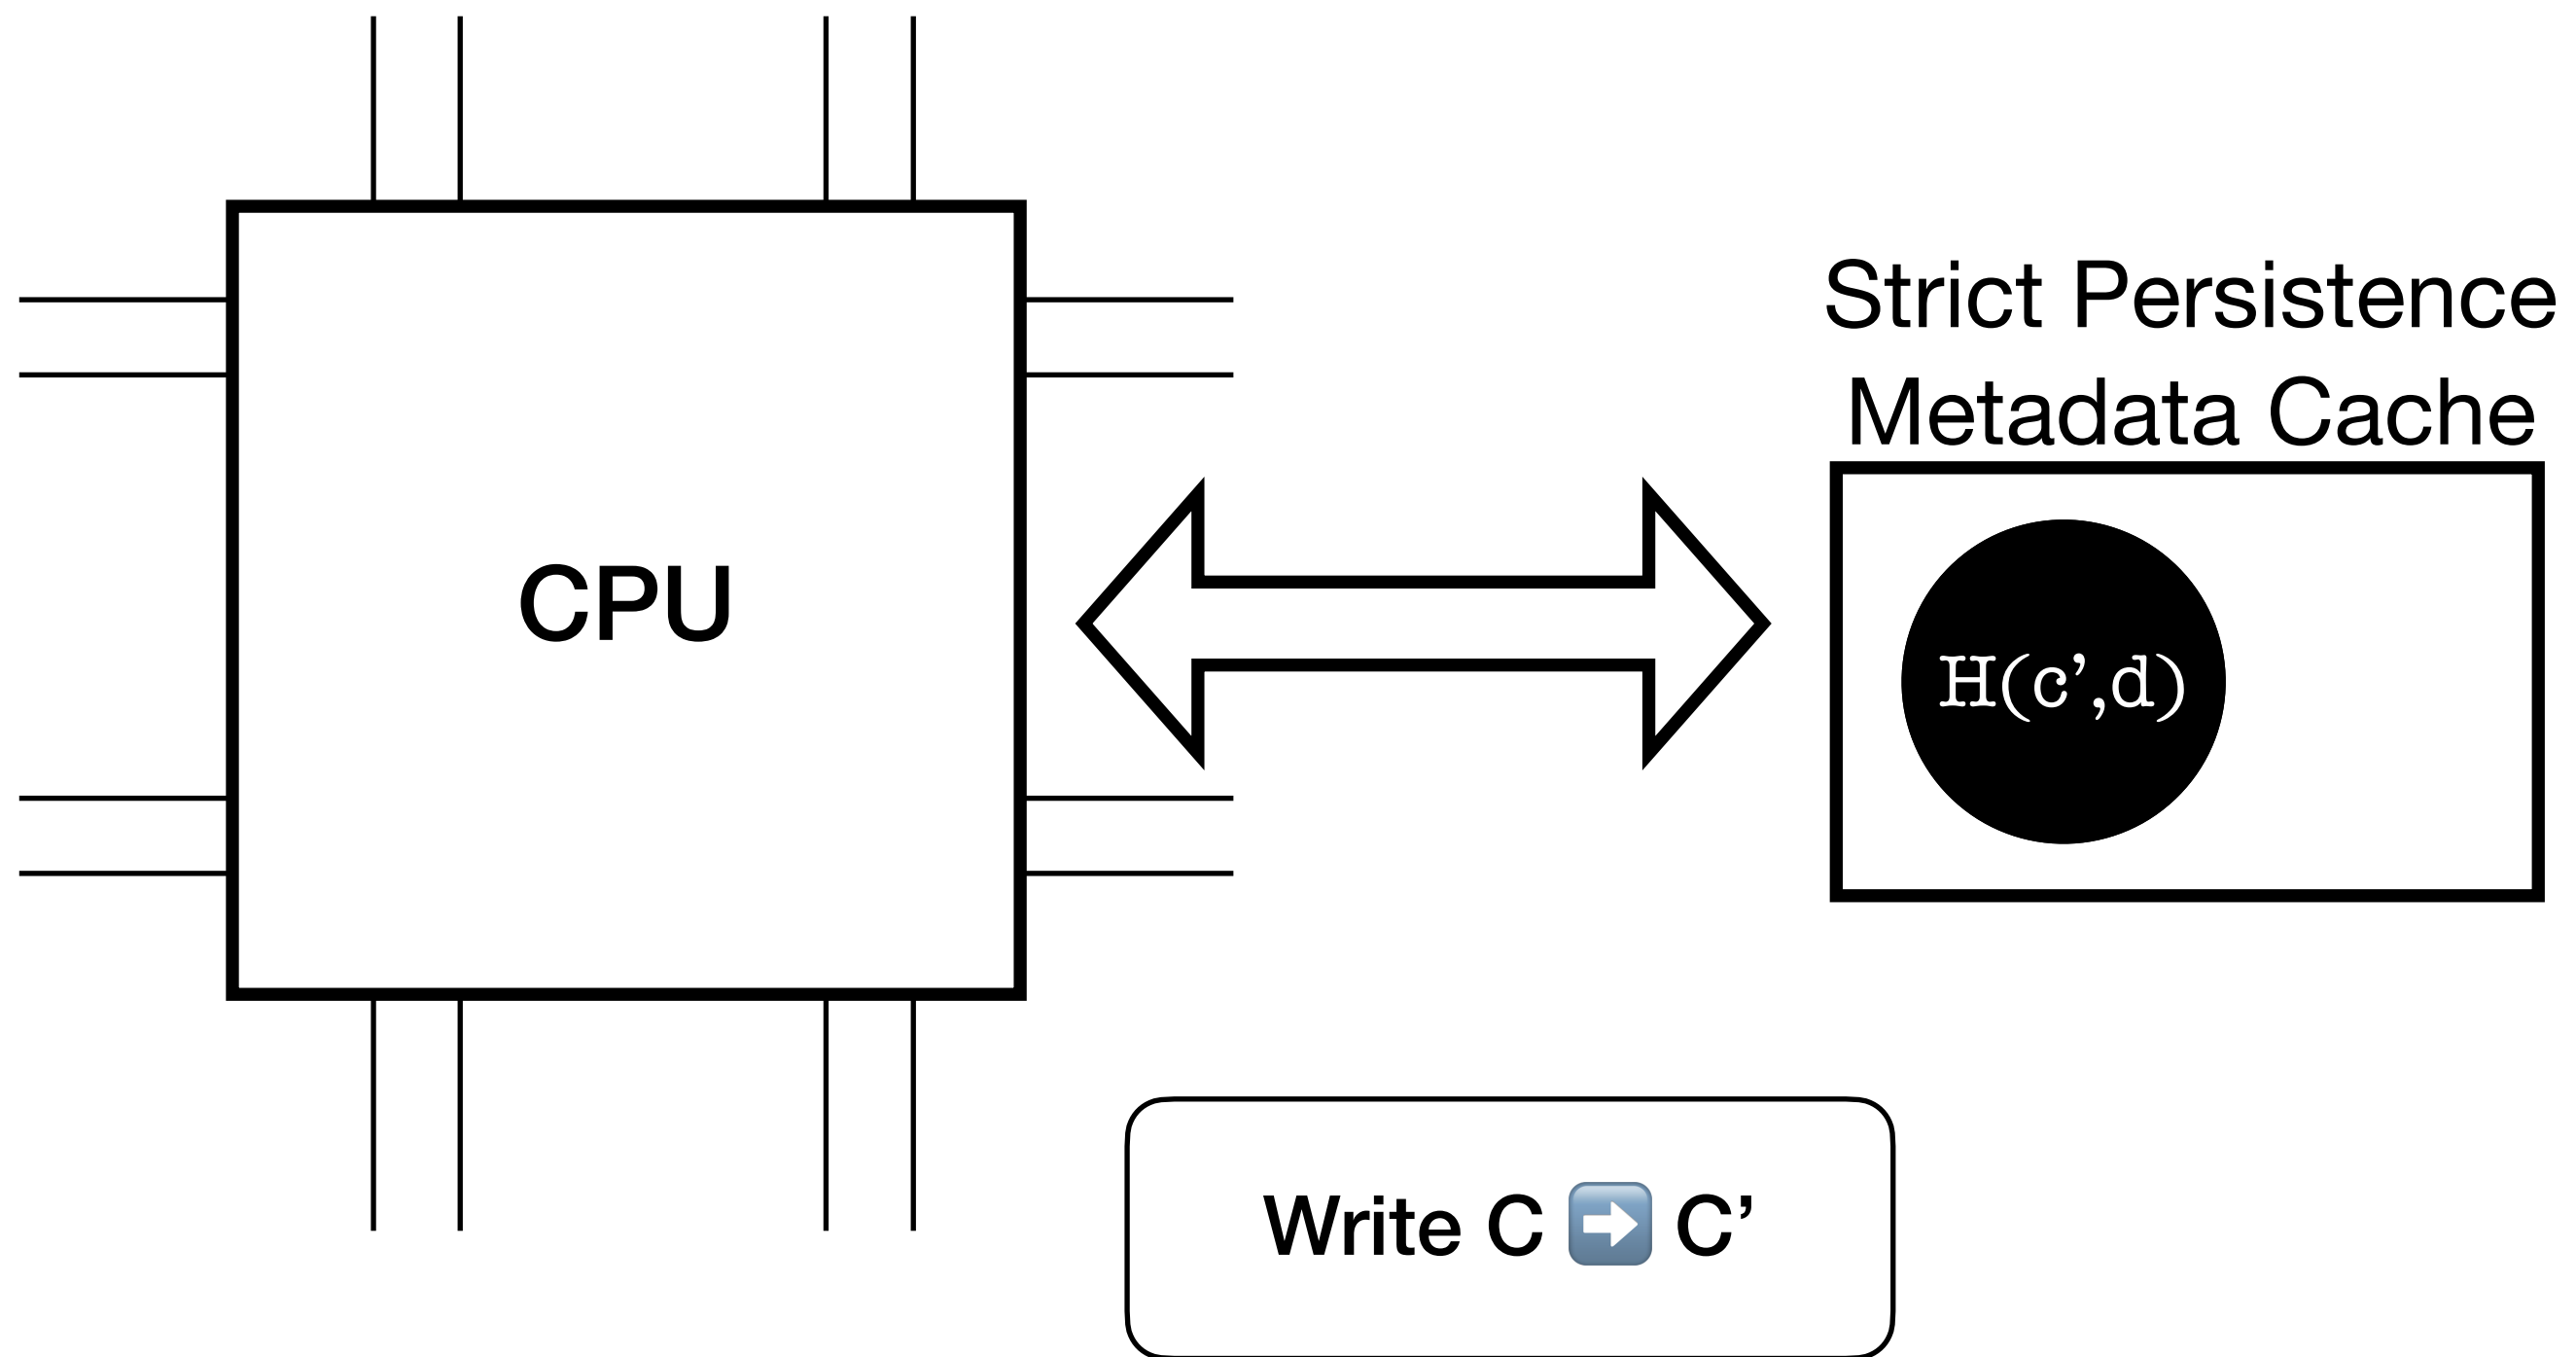 Strict Persistence
Metadata Cache
CPU
H(c’,d)
Write C ➡️ C’